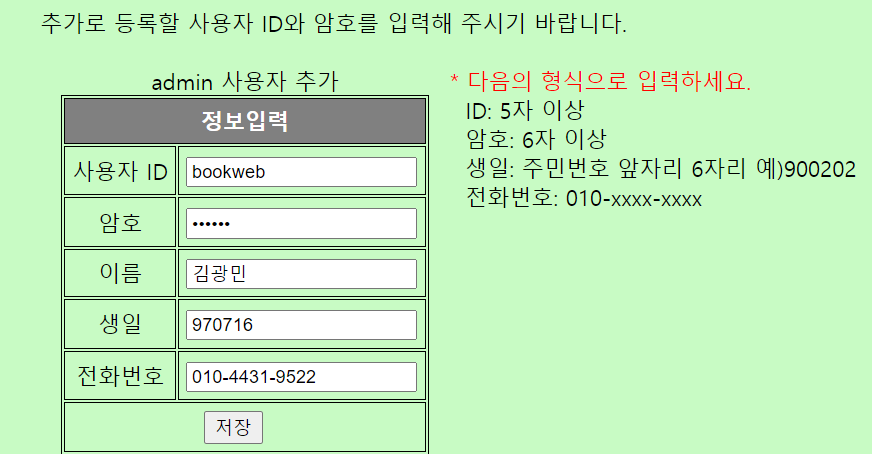 추가로 등록할 사용자 ID와 암호를 입력해 주시기 바랍니다.
admin 사용자 추가
정보입력
사용자 ID bookweb
암호 ••••••
이름 김광민
생일 970716
전화번호 010-4431-9522
저장
* 다음의 형식으로 입력하세요.
ID: 5자 이상
암호: 6자 이상
생일: 주민번호 앞자리 6자리 예)900202
전화번호: 010-xxxx-xxxx